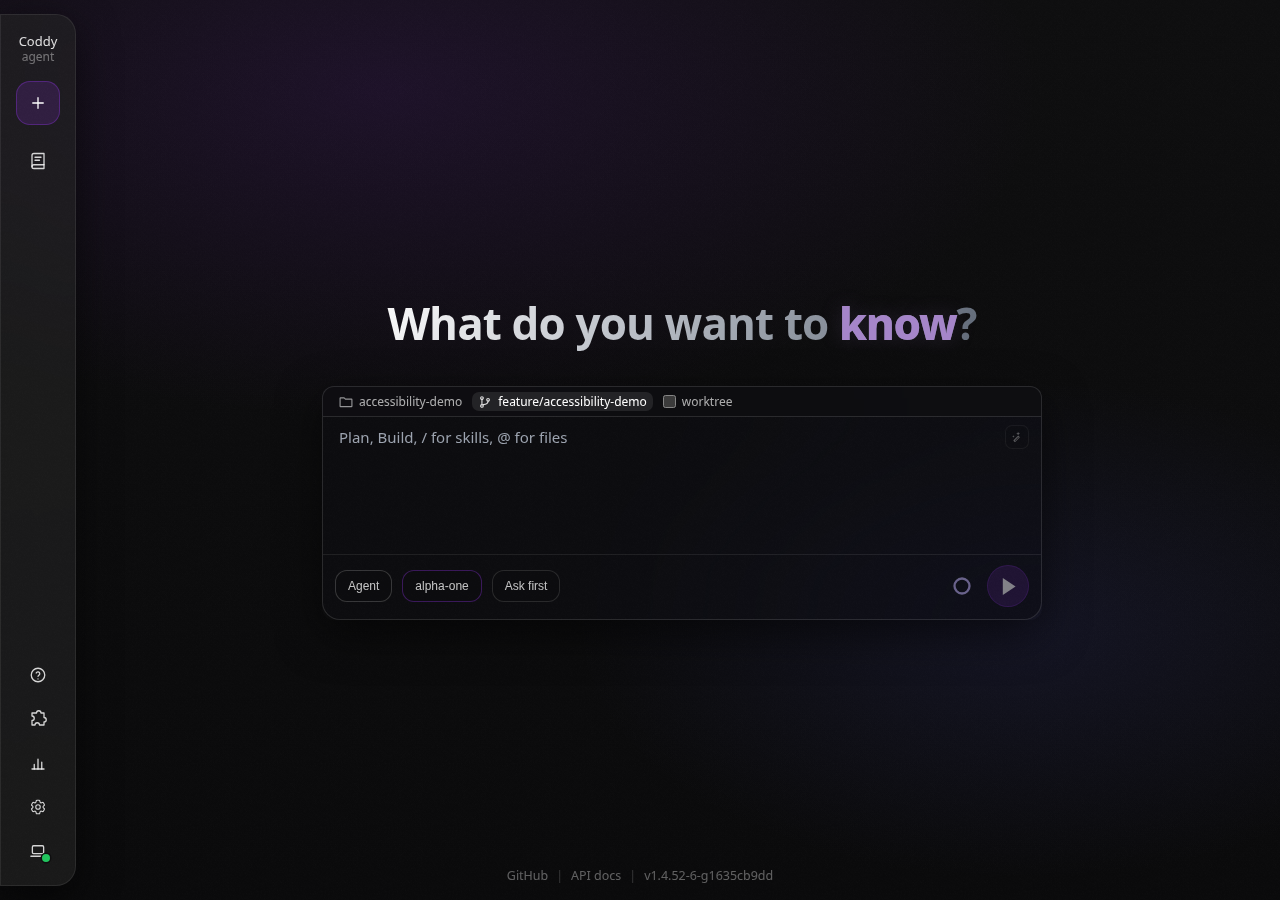 Coddy
agent
What do you want to know?
accessibility-demo feature/accessibility-demo worktree
Plan, Build, / for skills, @ for files
Agent alpha-one Ask first
GitHub | API docs | v1.4.52-6-g1635cb9dd